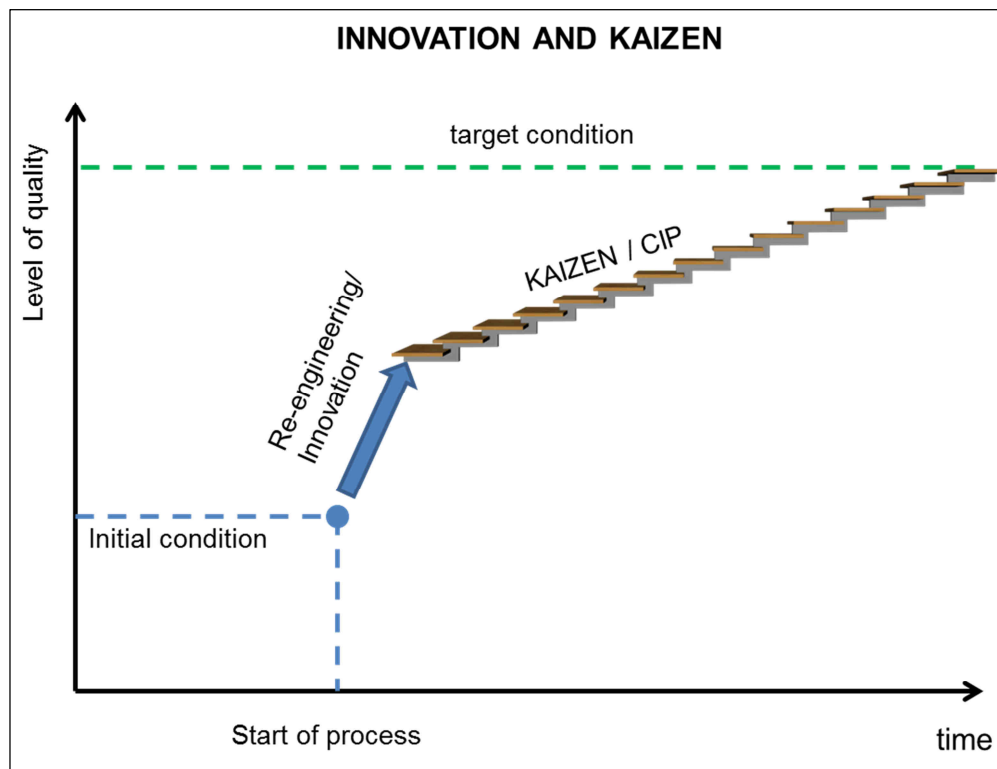 INNOVATION AND KAIZEN
target condition
Level of quality
KAIZEN / CIP
Re-engineering/
Innovation
Initial condition
Start of process
time